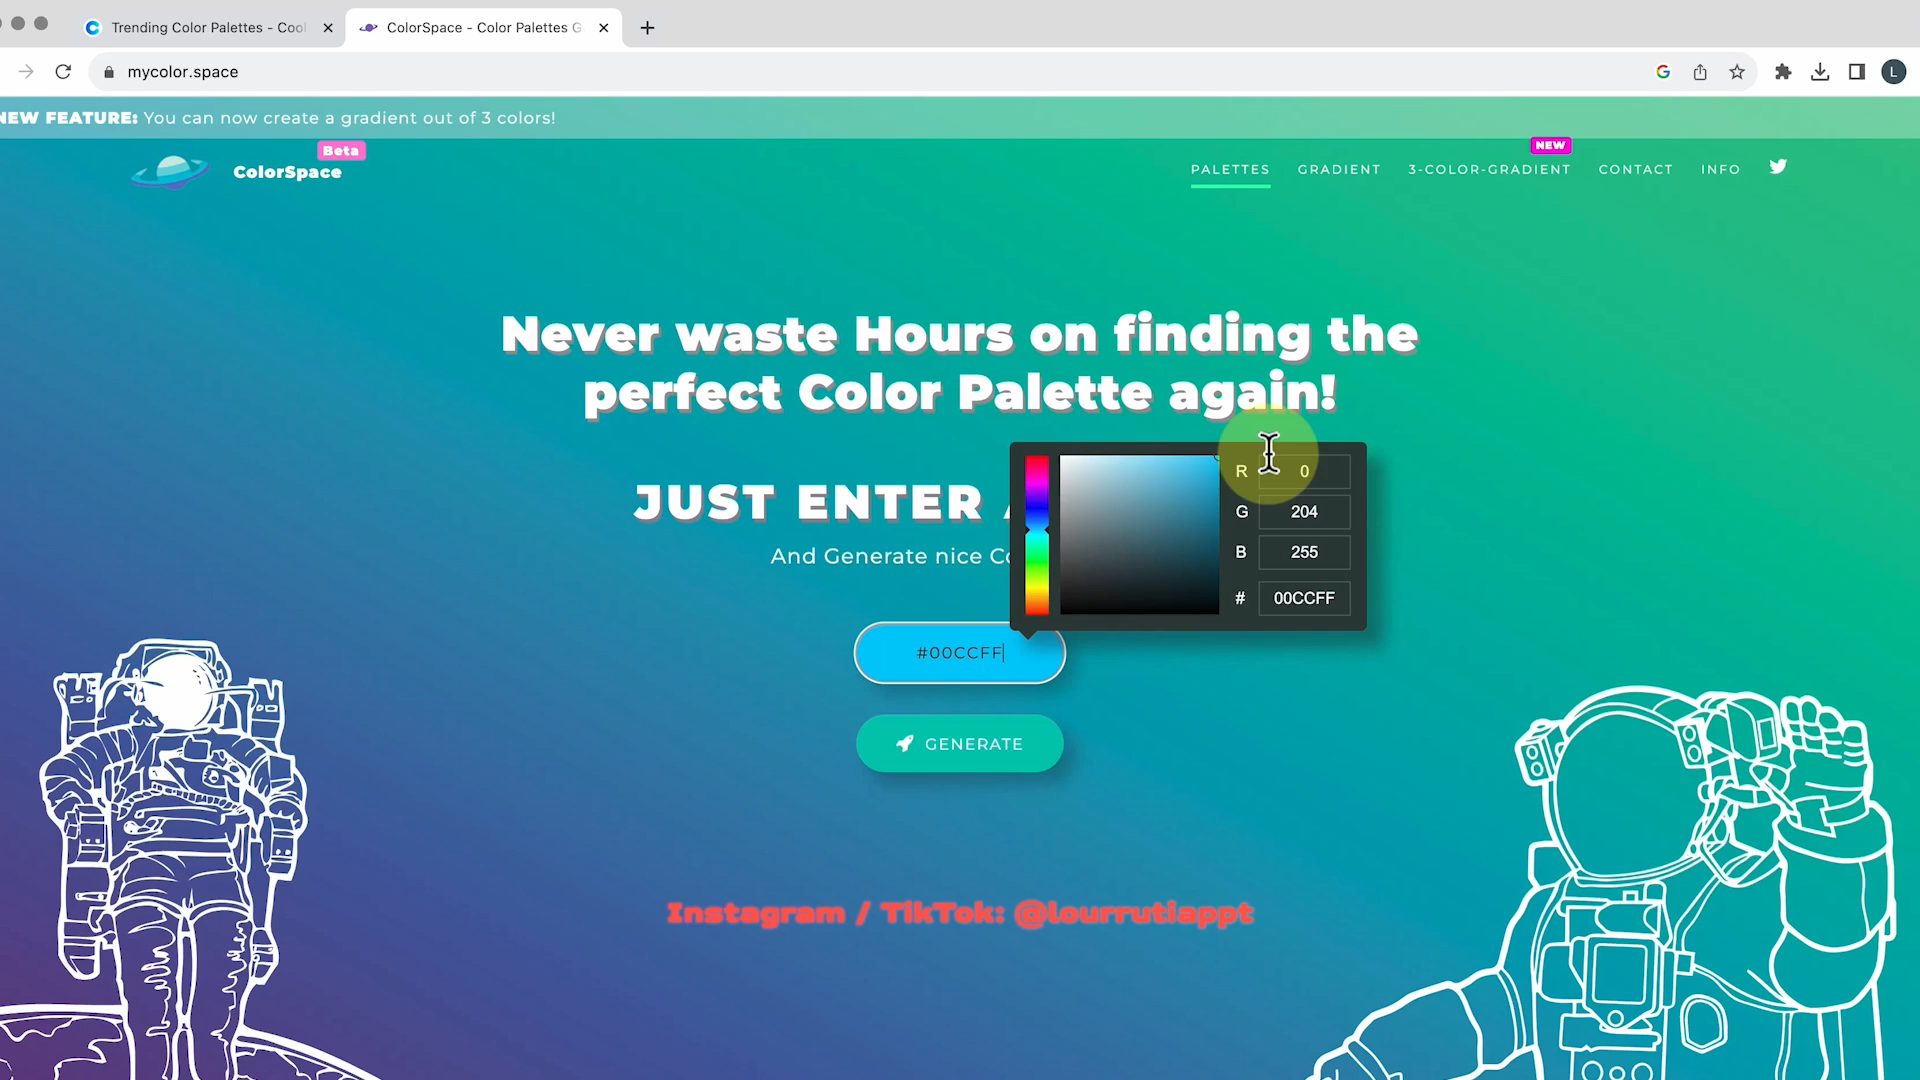 Trending Color Palettes - Cool
ColorSpace - Color Palettes G
mycolor.space
L
NEW FEATURE: You can now create a gradient out of 3 colors!
Beta
ColorSpace
NEW
PALETTES GRADIENT 3-COLOR-GRADIENT CONTACT INFO
Never waste Hours on finding the
perfect Color Palette again!
JUST ENTER
And Generate nice Co
R 0
G 204
B 255
# 00CCFF
#00CCFF
GENERATE
Instagram / TikTok: @lourrutiappt